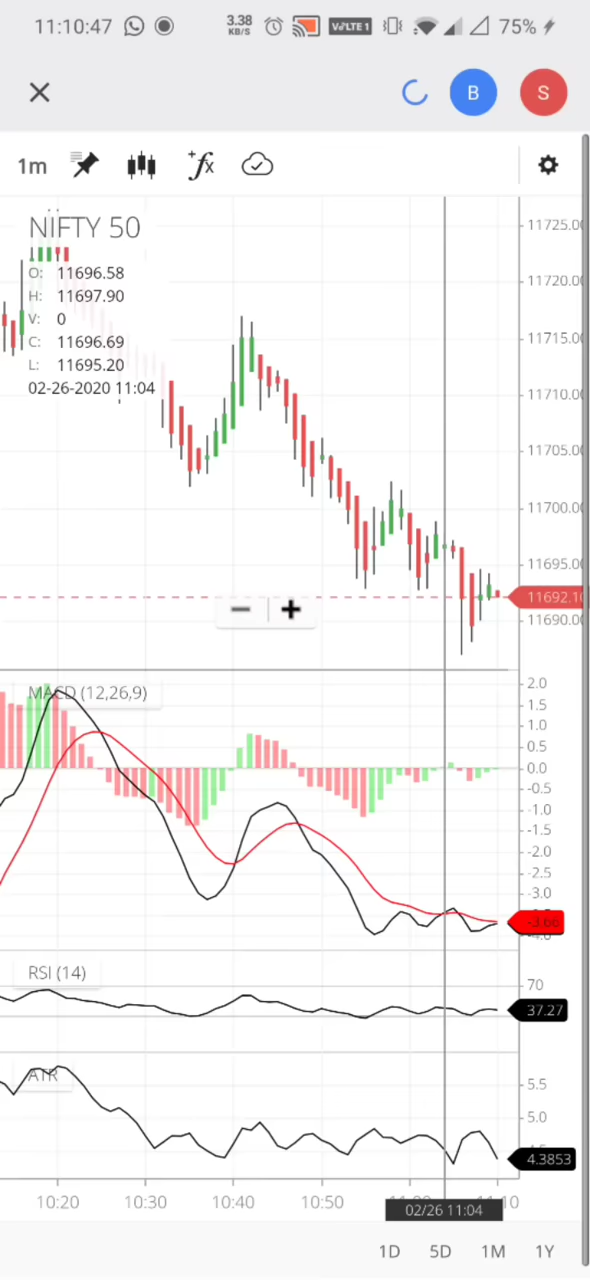 11:10:47 3.38 KB/S VoLTE 1 75%
B S
1m fx
NIFTY 50
O: 11696.58
H: 11697.90
V: 0
C: 11696.69
L: 11695.20
02-26-2020 11:04
11725.00
11720.00
11715.00
11710.00
11705.00
11700.00
11695.00
11692.10
11690.00
MACD (12,26,9)
2.0
1.5
1.0
0.5
0.0
-0.5
-1.0
-1.5
-2.0
-2.5
-3.0
-3.66
-4.0
RSI (14)
70
37.27
ATR
5.5
5.0
4.3853
10:20 10:30 10:40 10:50
02/26 11:04
1D 5D 1M 1Y